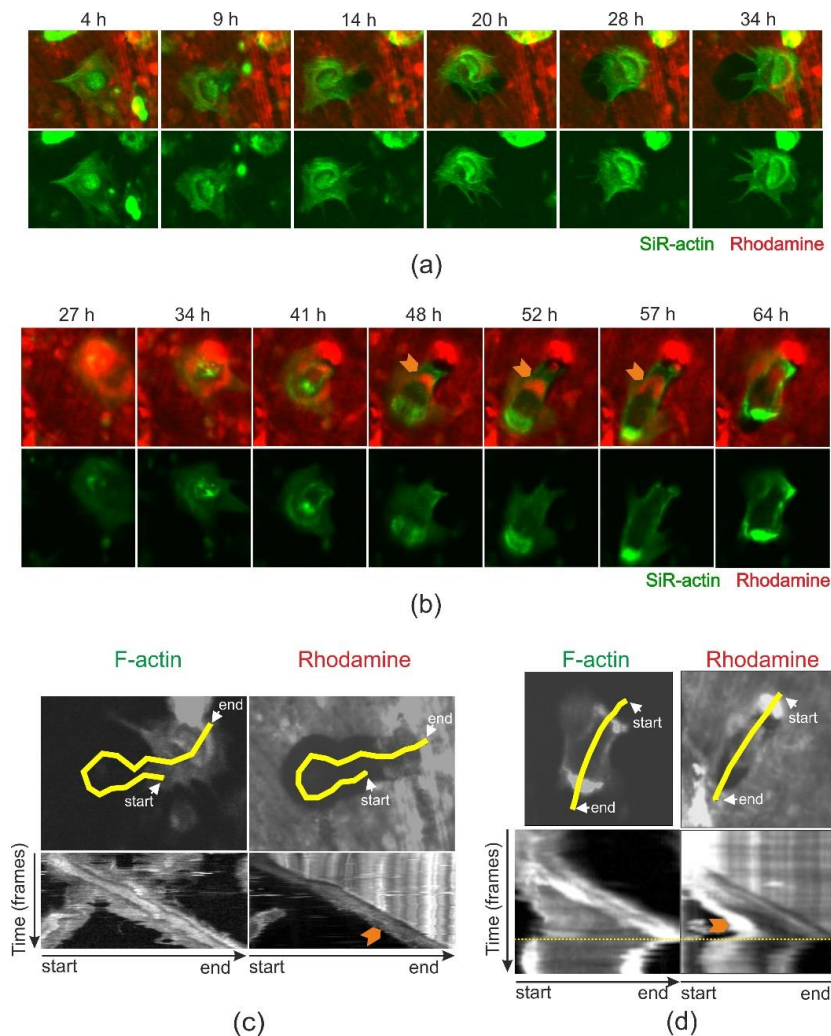 4 h 9 h 14 h 20 h 28 h 34 h
SiR-actin Rhodamine
(a)
27 h 34 h 41 h 48 h 52 h 57 h 64 h
SiR-actin Rhodamine
(b)
F-actin Rhodamine
end
start
end
start
Time (frames)
start end
start end
(c)
F-actin Rhodamine
start
end
start
end
Time (frames)
start end
start end
(d)